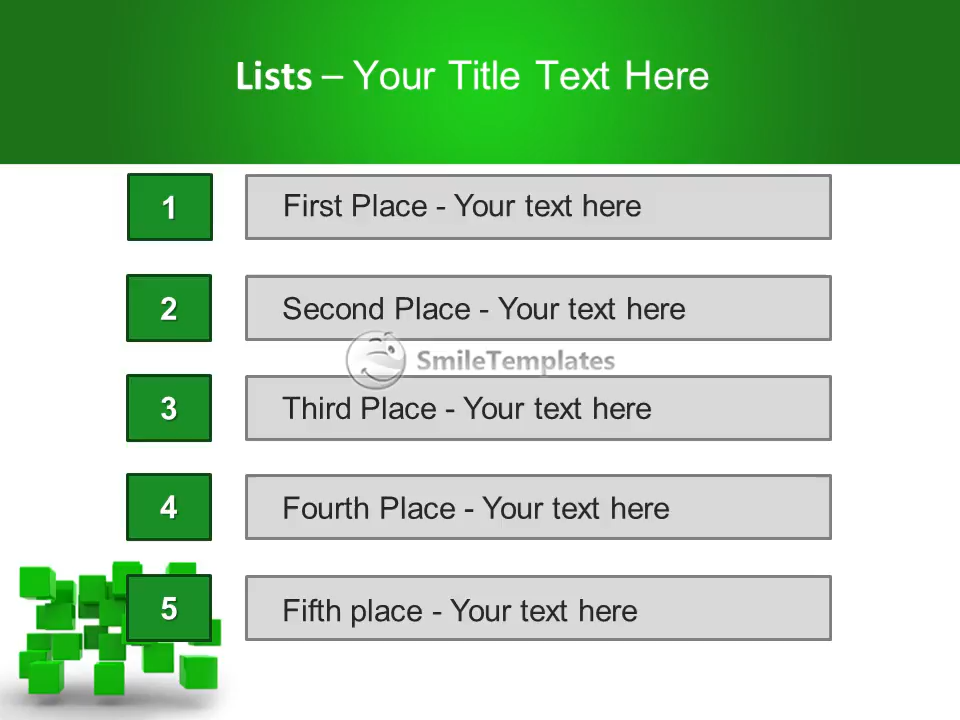 Lists – Your Title Text Here
1
First Place - Your text here
2
Second Place - Your text here
SmileTemplates
3
Third Place - Your text here
4
Fourth Place - Your text here
5
Fifth place - Your text here